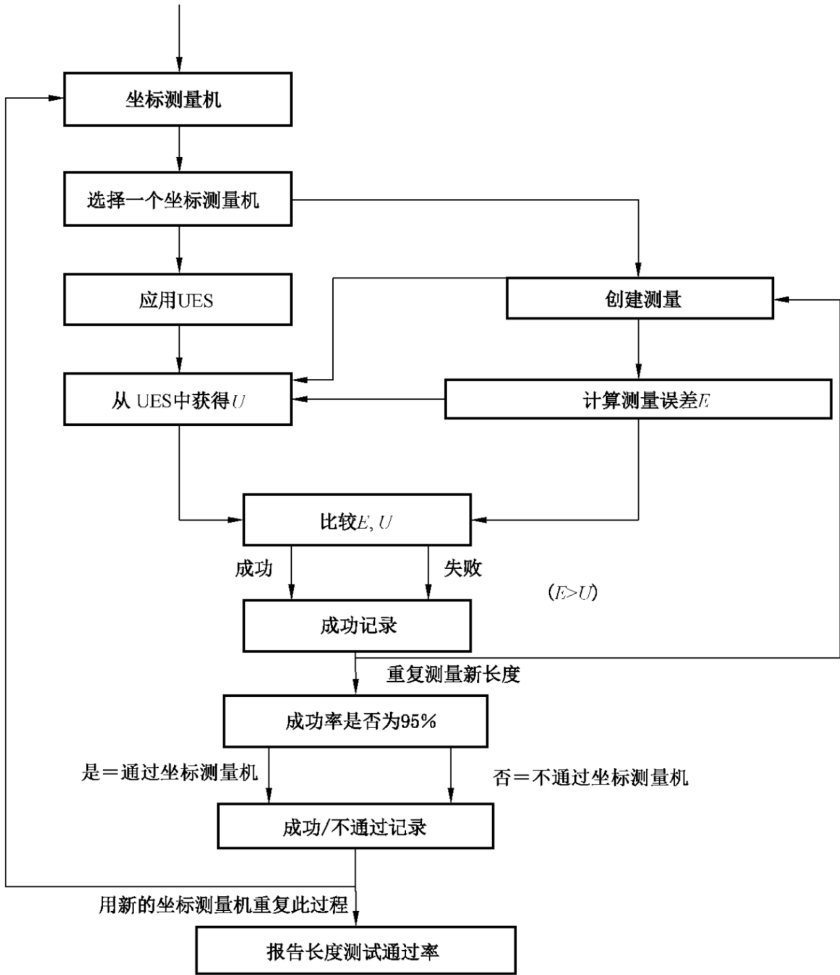 坐标测量机
选择一个坐标测量机
应用UES
创建测量
从 UES中获得U
计算测量误差E
比较E, U
成功
失败
(E>U)
成功记录
重复测量新长度
成功率是否为95%
是=通过坐标测量机
否=不通过坐标测量机
成功/不通过记录
用新的坐标测量机重复此过程
报告长度测试通过率